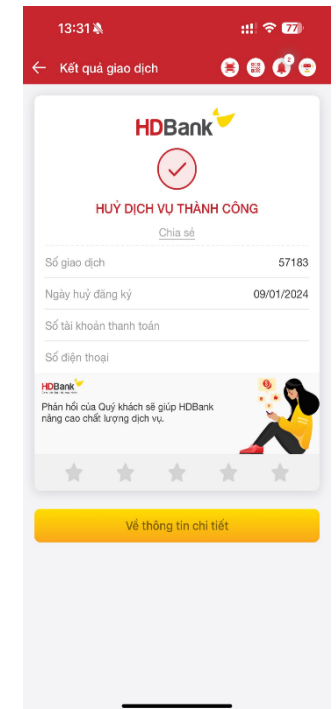 13:31
77
Kết quả giao dịch
2
HDBank
HUỶ DỊCH VỤ THÀNH CÔNG
Chia sẻ
Số giao dịch 57183
Ngày huỷ đăng ký 09/01/2024
Số tài khoản thanh toán
Số điện thoại
HDBank
Phản hồi của Quý khách sẽ giúp HDBank
nâng cao chất lượng dịch vụ.
Về thông tin chi tiết